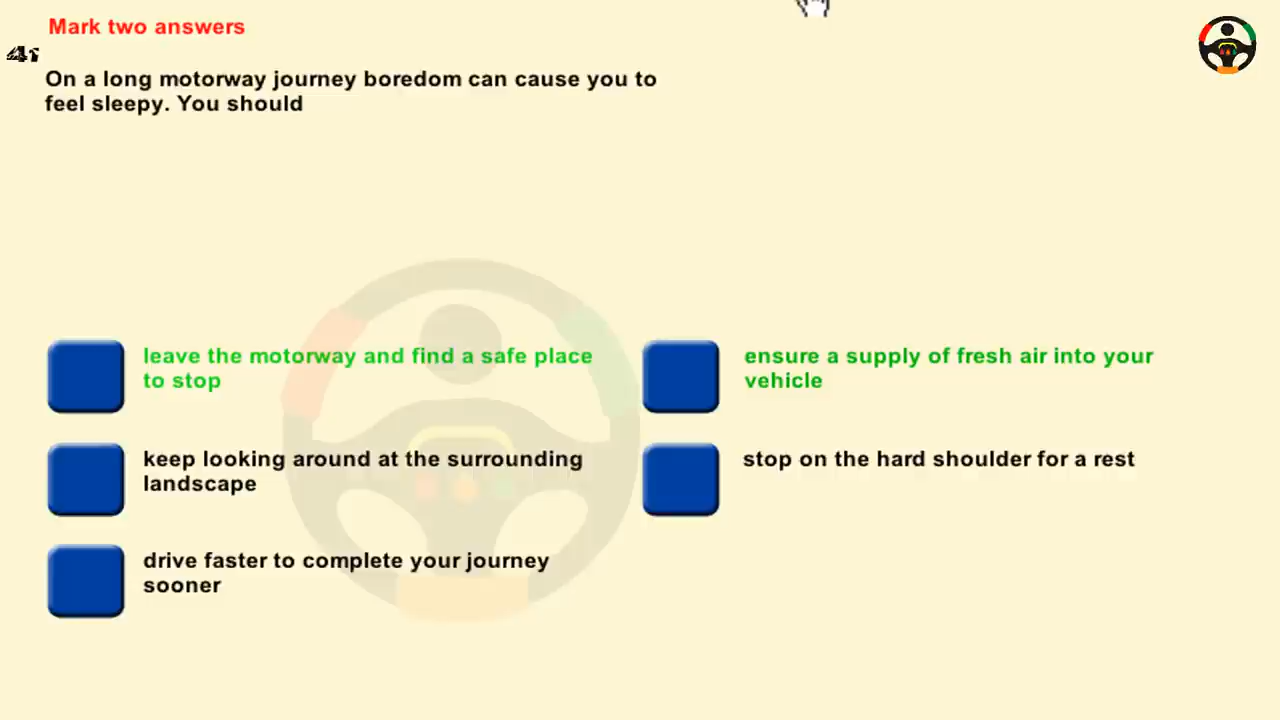 Mark two answers
On a long motorway journey boredom can cause you to
feel sleepy. You should
leave the motorway and find a safe place
to stop
ensure a supply of fresh air into your
vehicle
keep looking around at the surrounding
landscape
stop on the hard shoulder for a rest
drive faster to complete your journey
sooner